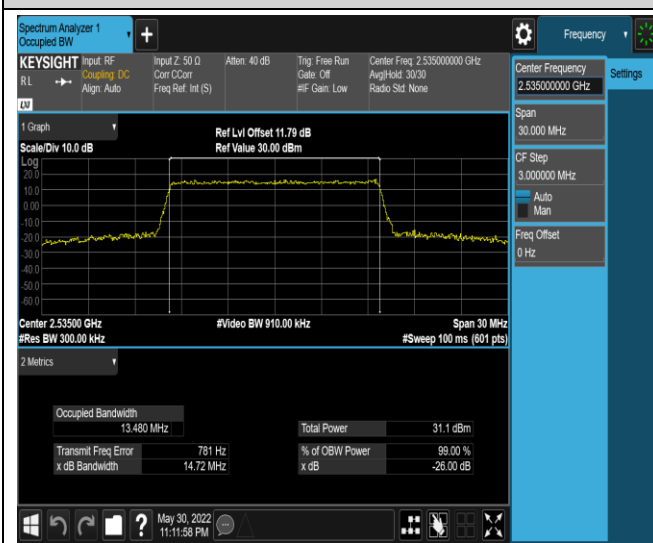 Spectrum Analyzer 1
Occupied BW
+
Frequency
KEYSIGHT Input: RF Input Z: 50 Ω Atten: 40 dB Trig: Free Run Center Freq: 2.535000000 GHz
RL Coupling: DC Corr CCorr Gate: Off Avg|Hold: 30/30
Align: Auto Freq Ref: Int (S) #IF Gain: Low Radio Std: None
LXI
Center Frequency
2.535000000 GHz
Settings
Span
30.000 MHz
CF Step
3.000000 MHz
Auto
Man
Freq Offset
0 Hz
1 Graph
Ref Lvl Offset 11.79 dB
Scale/Div 10.0 dB Ref Value 30.00 dBm
Log
20.0
10.0
0.00
-10.0
-20.0
-30.0
-40.0
-50.0
-60.0
Center 2.53500 GHz #Video BW 910.00 kHz Span 30 MHz
#Res BW 300.00 kHz #Sweep 100 ms (601 pts)
2 Metrics
Occupied Bandwidth
13.480 MHz Total Power 31.1 dBm
Transmit Freq Error 781 Hz % of OBW Power 99.00 %
x dB Bandwidth 14.72 MHz x dB -26.00 dB
? May 30, 2022
11:11:58 PM